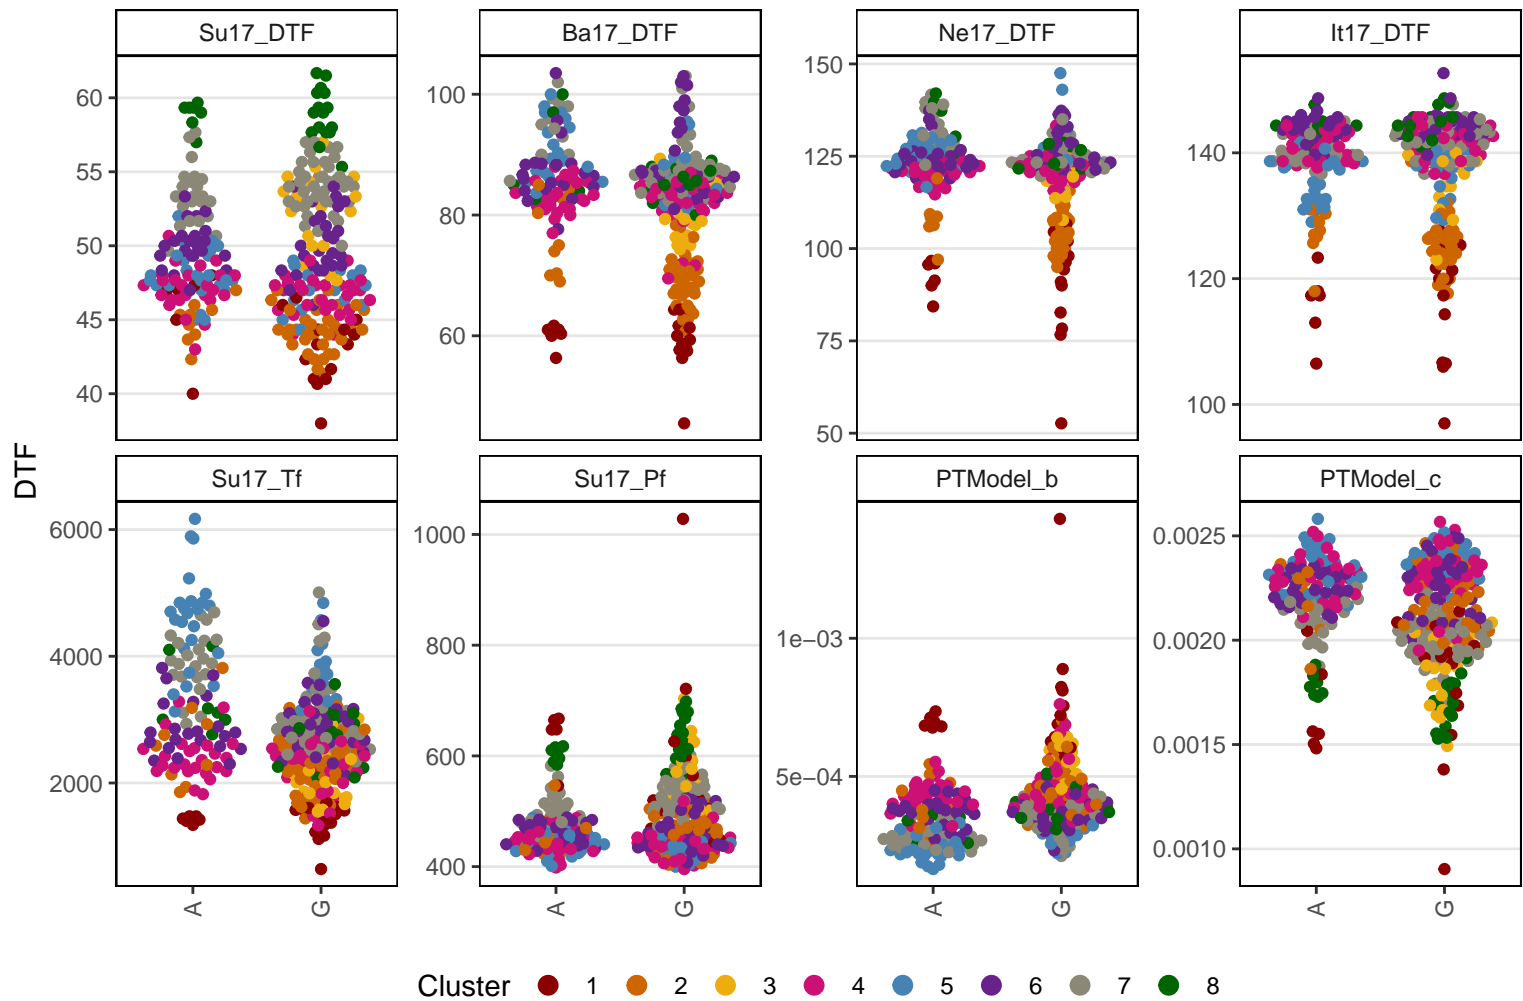 Su17_DTF Ba17_DTF Ne17_DTF It17_DTF
60 55 50 45 40
100 80 60
150 125 100 75 50
140 120 100
DTF
Su17_Tf Su17_Pf PTModel_b PTModel_c
6000 4000 2000
1000 800 600 400
1e−03 5e−04
0.0025 0.0020 0.0015 0.0010
A G A G A G A G
Cluster 1 2 3 4 5 6 7 8